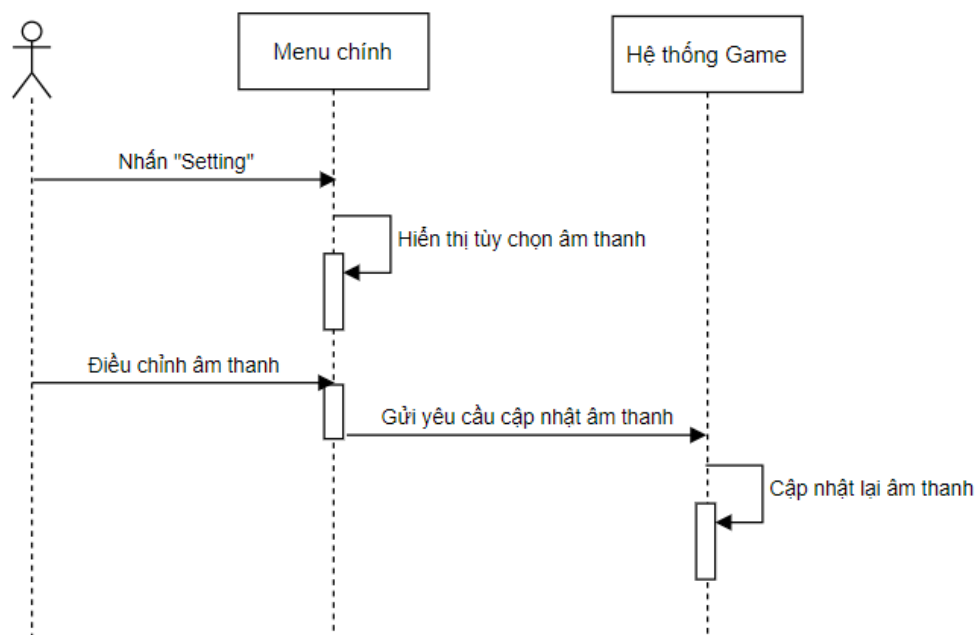 Menu chính
Hệ thống Game
Nhấn "Setting"
Hiển thị tùy chọn âm thanh
Điều chỉnh âm thanh
Gửi yêu cầu cập nhật âm thanh
Cập nhật lại âm thanh